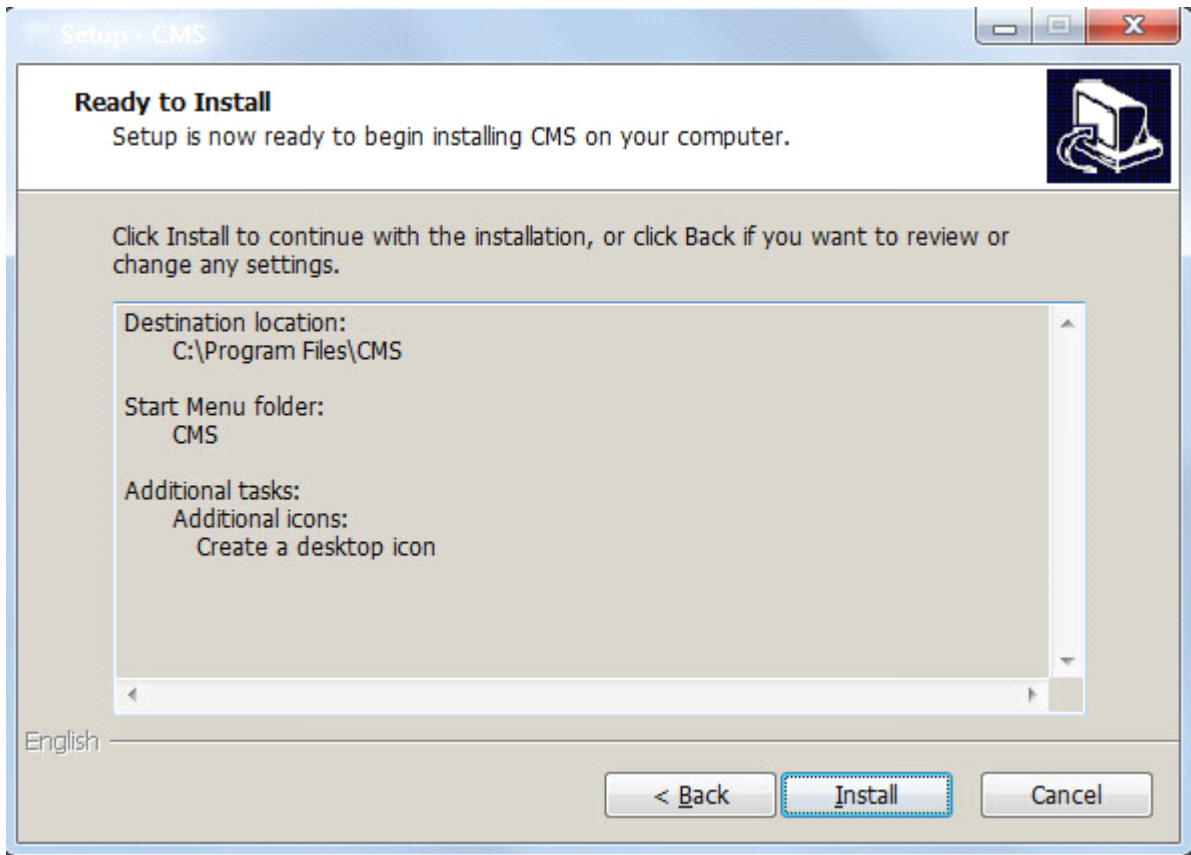 Setup - CMS
Ready to Install
Setup is now ready to begin installing CMS on your computer.
Click Install to continue with the installation, or click Back if you want to review or
change any settings.
Destination location:
C:\Program Files\CMS
Start Menu folder:
CMS
Additional tasks:
Additional icons:
Create a desktop icon
English
< Back
Install
Cancel